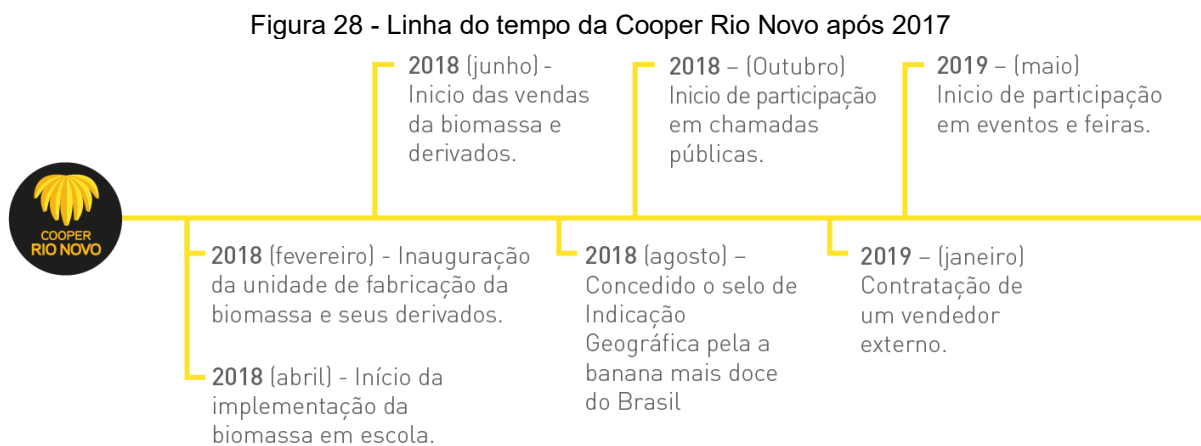 Figura 28 - Linha do tempo da Cooper Rio Novo após 2017
2018 (junho) -
Inicio das vendas
da biomassa e
derivados.
2018 – (Outubro)
Inicio de participação
em chamadas
públicas.
2019 – (maio)
Inicio de participação
em eventos e feiras.
COOPER
RIO NOVO
2018 (fevereiro) - Inauguração
da unidade de fabricação da
biomassa e seus derivados.
2018 (abril) - Início da
implementação da
biomassa em escola.
2018 (agosto) –
Concedido o selo de
Indicação
Geográfica pela a
banana mais doce
do Brasil
2019 – (janeiro)
Contratação de
um vendedor
externo.